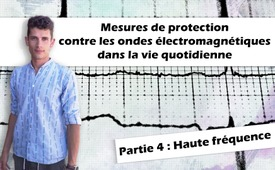 Mesures de protection
contre les ondes électromagnétiques
dans la vie quotidienne
Partie 4 : Haute fréquence